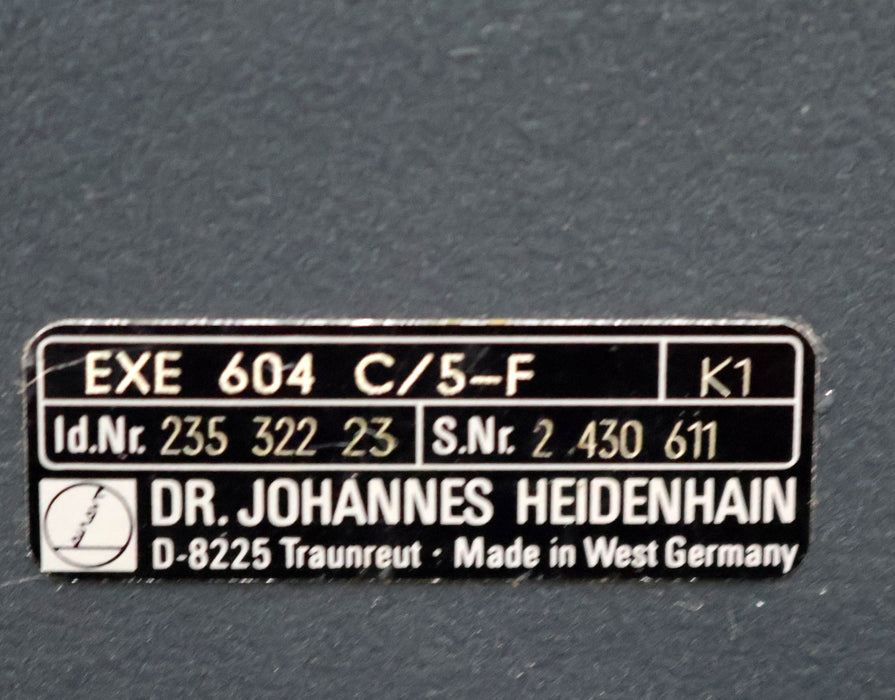 EXE 604 C/5-F K1
Id.Nr. 235 322 23 S.Nr. 2 430 611
DR. JOHANNES HEIDENHAIN
D-8225 Traunreut · Made in West Germany